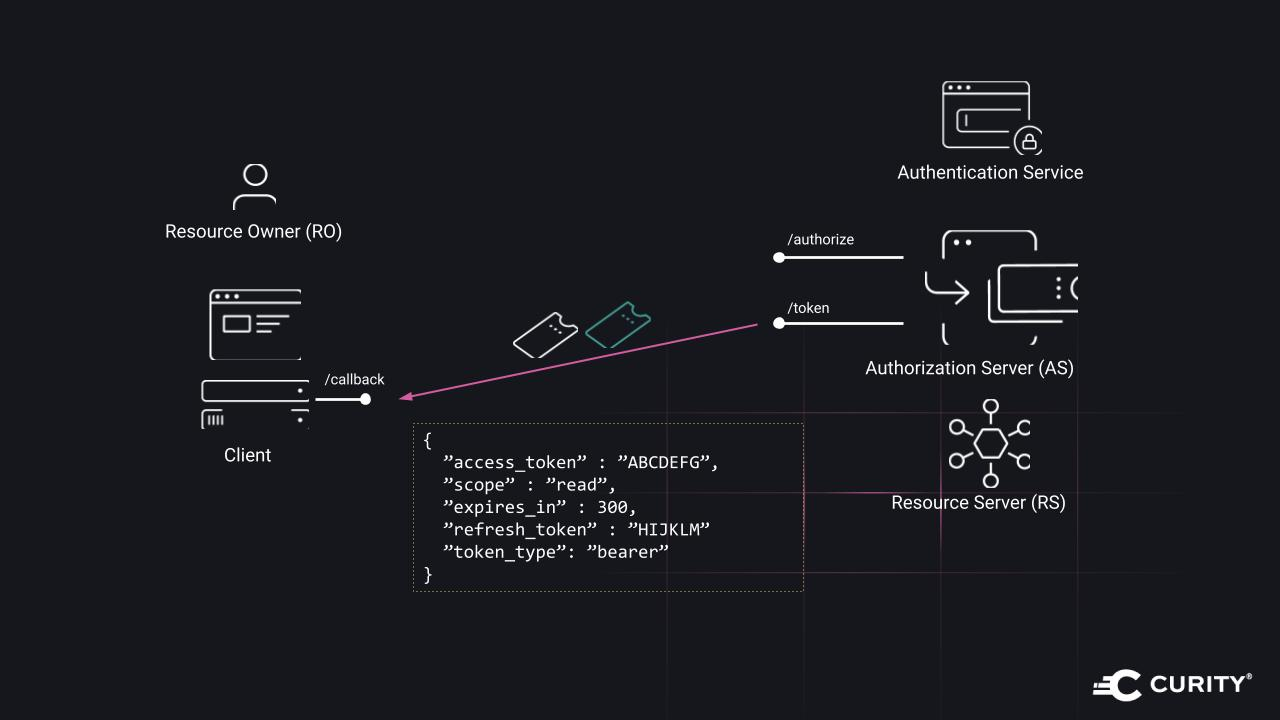 Authentication Service
Resource Owner (RO)
/authorize
/token
Authorization Server (AS)
/callback
Client
{
”access_token” : ”ABCDEFG”,
”scope” : ”read”,
”expires_in” : 300,
”refresh_token” : ”HIJKLM”
”token_type”: ”bearer”
}
Resource Server (RS)
CURITY®